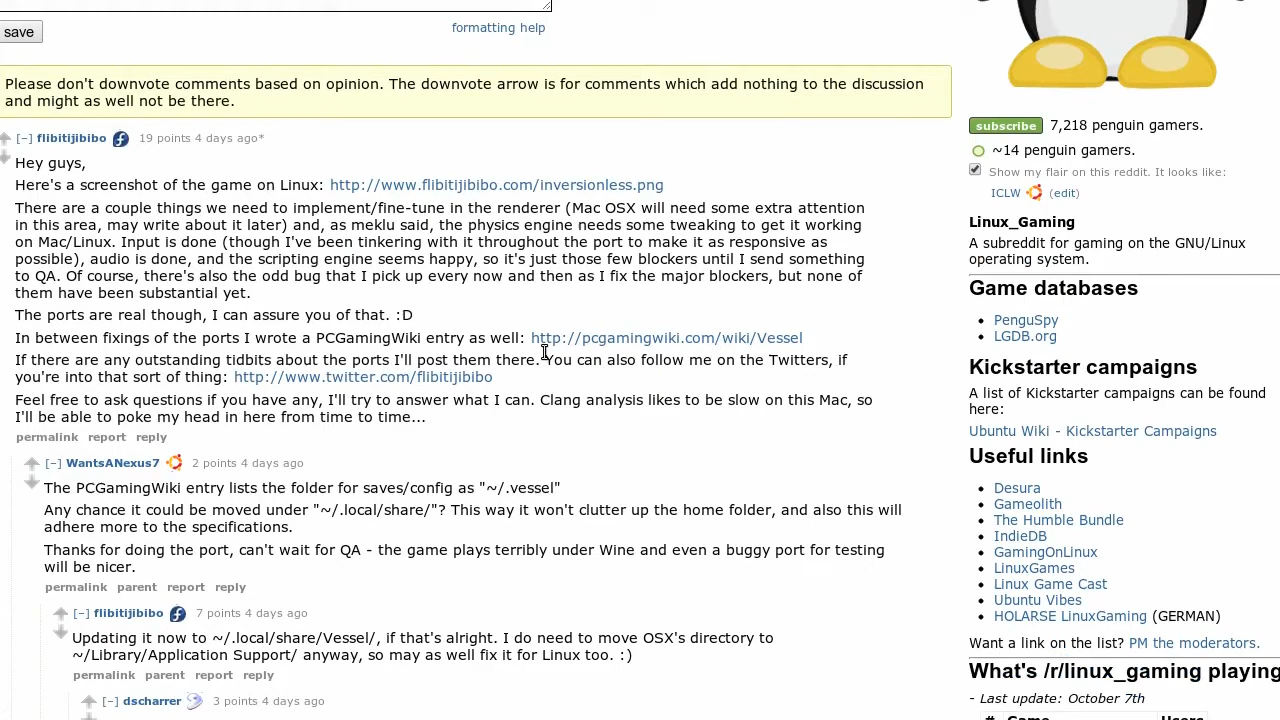 save
formatting help
Please don't downvote comments based on opinion. The downvote arrow is for comments which add nothing to the discussion
and might as well not be there.
[–] flibitijibibo 19 points 4 days ago*
Hey guys,
Here's a screenshot of the game on Linux: http://www.flibitijibibo.com/inversionless.png
There are a couple things we need to implement/fine-tune in the renderer (Mac OSX will need some extra attention
in this area, may write about it later) and, as meklu said, the physics engine needs some tweaking to get it working
on Mac/Linux. Input is done (though I've been tinkering with it throughout the port to make it as responsive as
possible), audio is done, and the scripting engine seems happy, so it's just those few blockers until I send something
to QA. Of course, there's also the odd bug that I pick up every now and then as I fix the major blockers, but none of
them have been substantial yet.
The ports are real though, I can assure you of that. :D
In between fixings of the ports I wrote a PCGamingWiki entry as well: http://pcgamingwiki.com/wiki/Vessel
If there are any outstanding tidbits about the ports I'll post them there. You can also follow me on the Twitters, if
you're into that sort of thing: http://www.twitter.com/flibitijibibo
Feel free to ask questions if you have any, I'll try to answer what I can. Clang analysis likes to be slow on this Mac, so
I'll be able to poke my head in here from time to time...
permalink report reply
[–] WantsANexus7 2 points 4 days ago
The PCGamingWiki entry lists the folder for saves/config as "~/.vessel"
Any chance it could be moved under "~/.local/share/"? This way it won't clutter up the home folder, and also this will
adhere more to the specifications.
Thanks for doing the port, can't wait for QA - the game plays terribly under Wine and even a buggy port for testing
will be nicer.
permalink parent report reply
[–] flibitijibibo 7 points 4 days ago
Updating it now to ~/.local/share/Vessel/, if that's alright. I do need to move OSX's directory to
~/Library/Application Support/ anyway, so may as well fix it for Linux too. :)
permalink parent report reply
[–] dscharrer 3 points 4 days ago
subscribe 7,218 penguin gamers.
~14 penguin gamers.
Show my flair on this reddit. It looks like:
ICLW (edit)
Linux_Gaming
A subreddit for gaming on the GNU/Linux
operating system.
Game databases
• PenguSpy
• LGDB.org
Kickstarter campaigns
A list of Kickstarter campaigns can be found
here:
Ubuntu Wiki - Kickstarter Campaigns
Useful links
• Desura
• Gameolith
• The Humble Bundle
• IndieDB
• GamingOnLinux
• LinuxGames
• Linux Game Cast
• Ubuntu Vibes
• HOLARSE LinuxGaming (GERMAN)
Want a link on the list? PM the moderators.
What's /r/linux_gaming playing
- Last update: October 7th
# Game Users